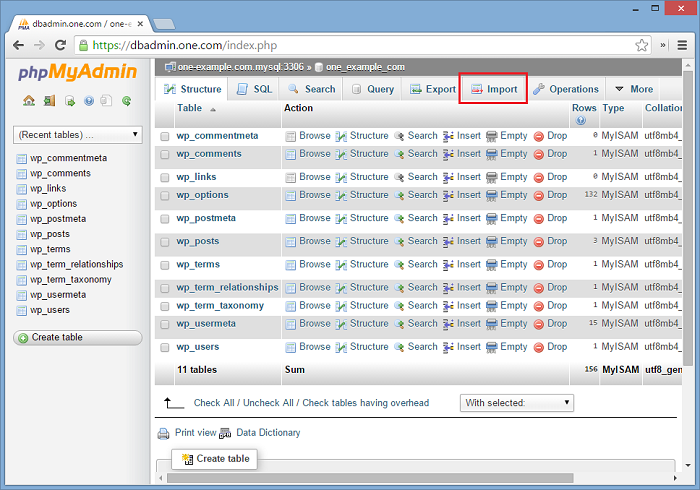 dbadmin.one.com / one-e
https://dbadmin.one.com/index.php
phpMyAdmin
(Recent tables) ...
wp_commentmeta
wp_comments
wp_links
wp_options
wp_postmeta
wp_posts
wp_terms
wp_term_relationships
wp_term_taxonomy
wp_usermeta
wp_users
Create table
one-example.com.mysql:3306 » one_example_com
Structure SQL Search Query Export Import Operations More
Table Action Rows Type Collation
wp_commentmeta Browse Structure Search Insert Empty Drop 0 MyISAM utf8mb4_
wp_comments Browse Structure Search Insert Empty Drop 1 MyISAM utf8mb4_
wp_links Browse Structure Search Insert Empty Drop 0 MyISAM utf8mb4_
wp_options Browse Structure Search Insert Empty Drop 132 MyISAM utf8mb4_
wp_postmeta Browse Structure Search Insert Empty Drop 1 MyISAM utf8mb4_
wp_posts Browse Structure Search Insert Empty Drop 3 MyISAM utf8mb4_
wp_terms Browse Structure Search Insert Empty Drop 1 MyISAM utf8mb4_
wp_term_relationships Browse Structure Search Insert Empty Drop 1 MyISAM utf8mb4_
wp_term_taxonomy Browse Structure Search Insert Empty Drop 1 MyISAM utf8mb4_
wp_usermeta Browse Structure Search Insert Empty Drop 15 MyISAM utf8mb4_
wp_users Browse Structure Search Insert Empty Drop 1 MyISAM utf8mb4_
11 tables Sum 156 MyISAM utf8_gen
Check All / Uncheck All / Check tables having overhead With selected:
Print view Data Dictionary
Create table